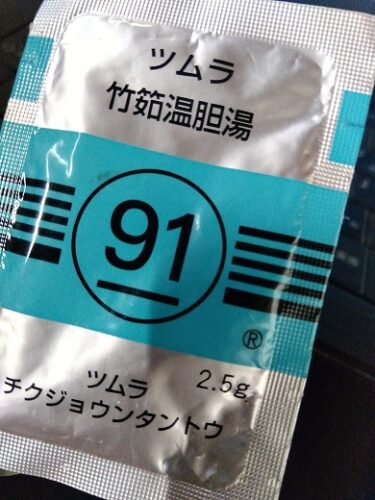 ツムラ
竹茹温胆湯
91
®
ツムラ 2.5g
チクジョウンタントウ